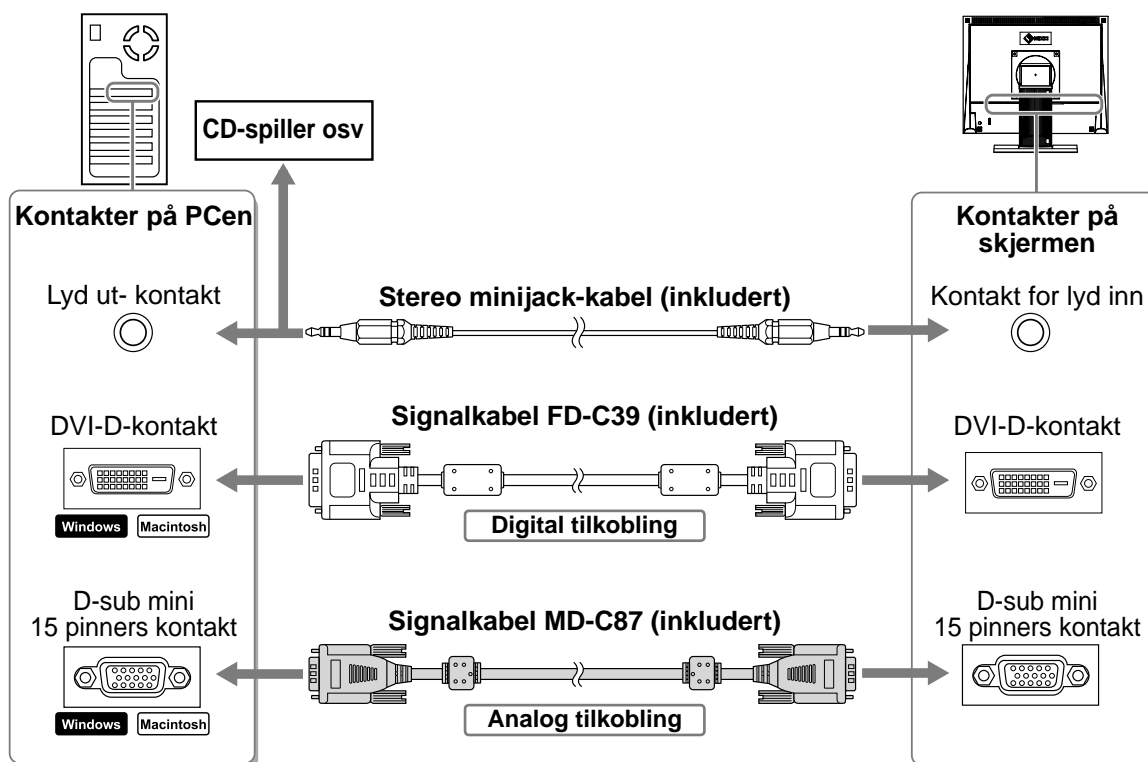 CD-spiller osv
Kontakter på PCen
Kontakter på
skjermen
Lyd ut- kontakt
Stereo minijack-kabel (inkludert)
Kontakt for lyd inn
DVI-D-kontakt
Signalkabel FD-C39 (inkludert)
DVI-D-kontakt
Windows
Macintosh
Digital tilkobling
D-sub mini
15 pinners kontakt
Signalkabel MD-C87 (inkludert)
D-sub mini
15 pinners kontakt
Windows
Macintosh
Analog tilkobling